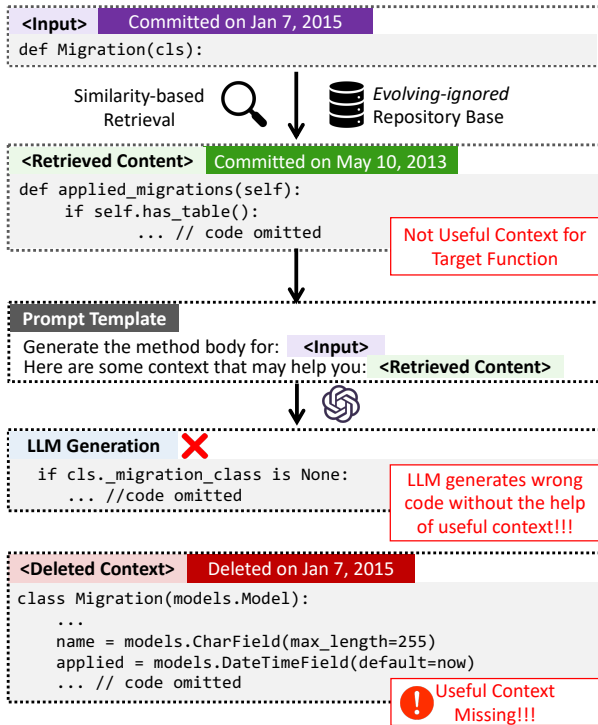 <Input> Committed on Jan 7, 2015
def Migration(cls):
Similarity-based
Retrieval
Evolving-ignored
Repository Base
<Retrieved Content> Committed on May 10, 2013
def applied_migrations(self):
if self.has_table():
... // code omitted
Not Useful Context for
Target Function
Prompt Template
Generate the method body for: <Input>
Here are some context that may help you: <Retrieved Content>
LLM Generation
if cls._migration_class is None:
... //code omitted
LLM generates wrong
code without the help
of useful context!!!
<Deleted Context> Deleted on Jan 7, 2015
class Migration(models.Model):
...
name = models.CharField(max_length=255)
applied = models.DateTimeField(default=now)
... // code omitted
Useful Context
Missing!!!